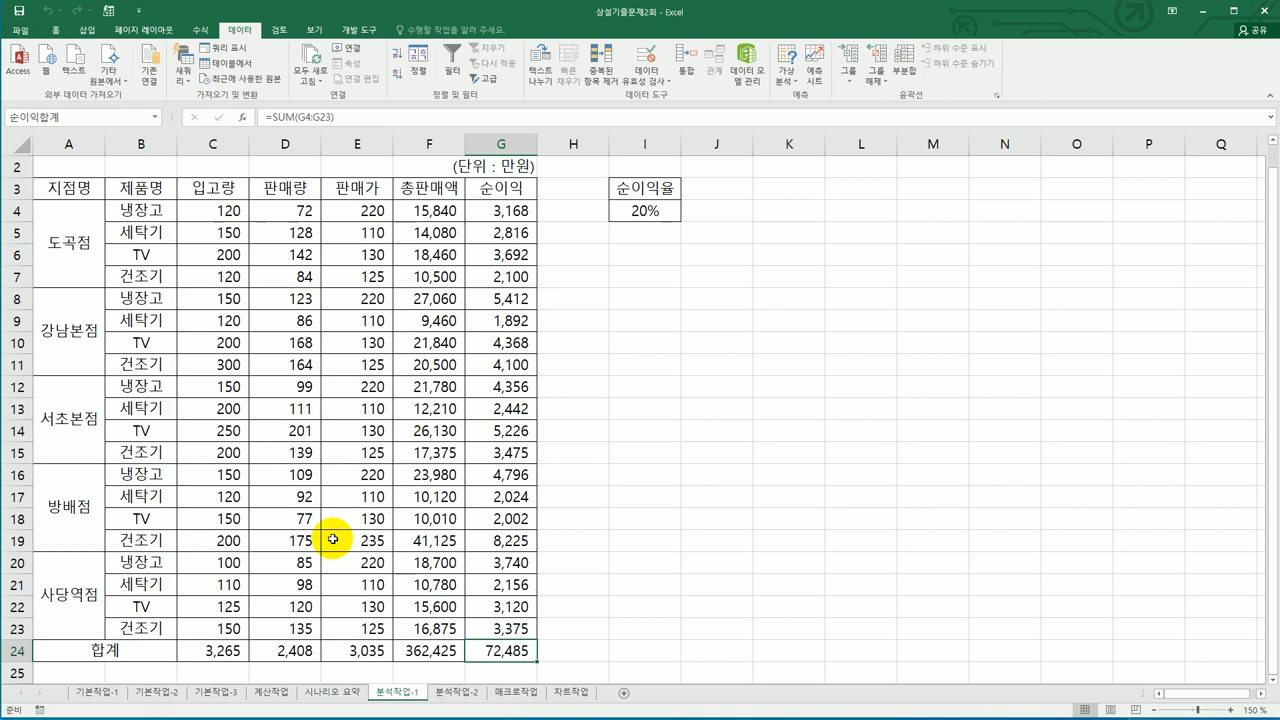 상설기출문제2회 - Excel
파일 홈 삽입 페이지 레이아웃 수식 데이터 검토 보기 개발 도구 수행할 작업을 알려 주세요. 공유
Access 웹 텍스트 기타 원본에서 기존 연결 새 쿼리 쿼리 표시 테이블에서 최근에 사용한 원본 모두 새로 고침 연결 속성 연결 편집 정렬 필터 지우기 다시 적용 고급 텍스트 나누기 빠른 채우기 중복된 항목 제거 데이터 유효성 검사 통합 관계 데이터 모델 관리 가상 분석 예측 시트 그룹 그룹 해제 부분합 하위 수준 표시 하위 수준 숨기기
외부 데이터 가져오기 가져오기 및 변환 연결 정렬 및 필터 데이터 도구 예측 윤곽선
순이익합계 fx =SUM(G4:G23)
A B C D E F G H I J K L M N O P Q
2 (단위 : 만원)
3 지점명 제품명 입고량 판매량 판매가 총판매액 순이익 순이익율
4 냉장고 120 72 220 15,840 3,168 20%
5 도곡점 세탁기 150 128 110 14,080 2,816
6 TV 200 142 130 18,460 3,692
7 건조기 120 84 125 10,500 2,100
8 냉장고 150 123 220 27,060 5,412
9 강남본점 세탁기 120 86 110 9,460 1,892
10 TV 200 168 130 21,840 4,368
11 건조기 300 164 125 20,500 4,100
12 냉장고 150 99 220 21,780 4,356
13 서초본점 세탁기 200 111 110 12,210 2,442
14 TV 250 201 130 26,130 5,226
15 건조기 200 139 125 17,375 3,475
16 냉장고 150 109 220 23,980 4,796
17 방배점 세탁기 120 92 110 10,120 2,024
18 TV 150 77 130 10,010 2,002
19 건조기 200 175 235 41,125 8,225
20 냉장고 100 85 220 18,700 3,740
21 사당역점 세탁기 110 98 110 10,780 2,156
22 TV 125 120 130 15,600 3,120
23 건조기 150 135 125 16,875 3,375
24 합계 3,265 2,408 3,035 362,425 72,485
25
기본작업-1 기본작업-2 기본작업-3 계산작업 시나리오 요약 분석작업-1 분석작업-2 매크로작업 차트작업
준비 150 %